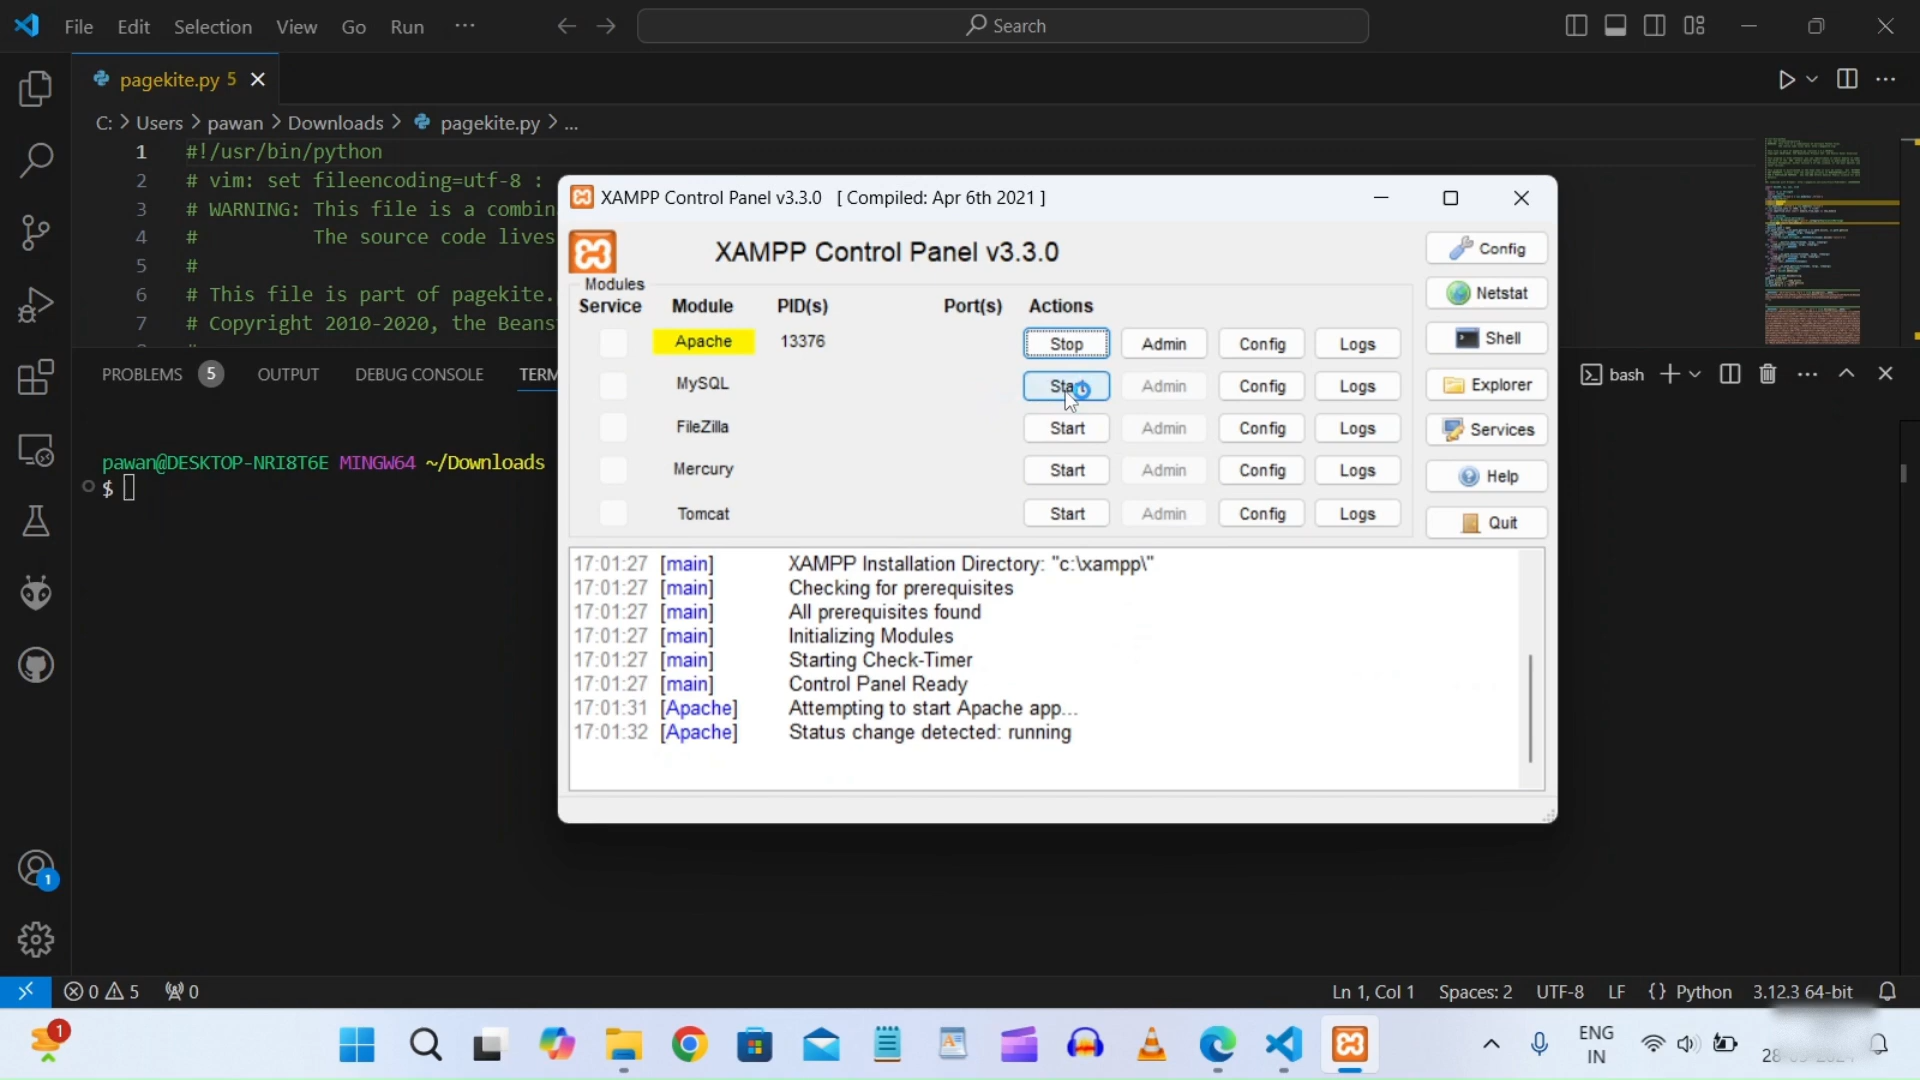 File Edit Selection View Go Run ··· Search
pagekite.py 5
C: > Users > pawan > Downloads > pagekite.py > ...
1 #!/usr/bin/python
2 # vim: set fileencoding=utf-8 :
3 # WARNING: This file is a combin
4 # The source code lives
5 #
6 # This file is part of pagekite.
7 # Copyright 2010-2020, the Beans
PROBLEMS 5 OUTPUT DEBUG CONSOLE TERM
bash
pawan@DESKTOP-NRI8T6E MINGW64 ~/Downloads
$
XAMPP Control Panel v3.3.0 [ Compiled: Apr 6th 2021 ]
XAMPP Control Panel v3.3.0
Modules
Service Module PID(s) Port(s) Actions
Apache 13376 Stop Admin Config Logs
MySQL Start Admin Config Logs
FileZilla Start Admin Config Logs
Mercury Start Admin Config Logs
Tomcat Start Admin Config Logs
Config
Netstat
Shell
Explorer
Services
Help
Quit
17:01:27 [main] XAMPP Installation Directory: "c:\xampp\"
17:01:27 [main] Checking for prerequisites
17:01:27 [main] All prerequisites found
17:01:27 [main] Initializing Modules
17:01:27 [main] Starting Check-Timer
17:01:27 [main] Control Panel Ready
17:01:31 [Apache] Attempting to start Apache app...
17:01:32 [Apache] Status change detected: running
1
0 5 0 Ln 1, Col 1 Spaces: 2 UTF-8 LF {} Python 3.12.3 64-bit
1
ENG
IN